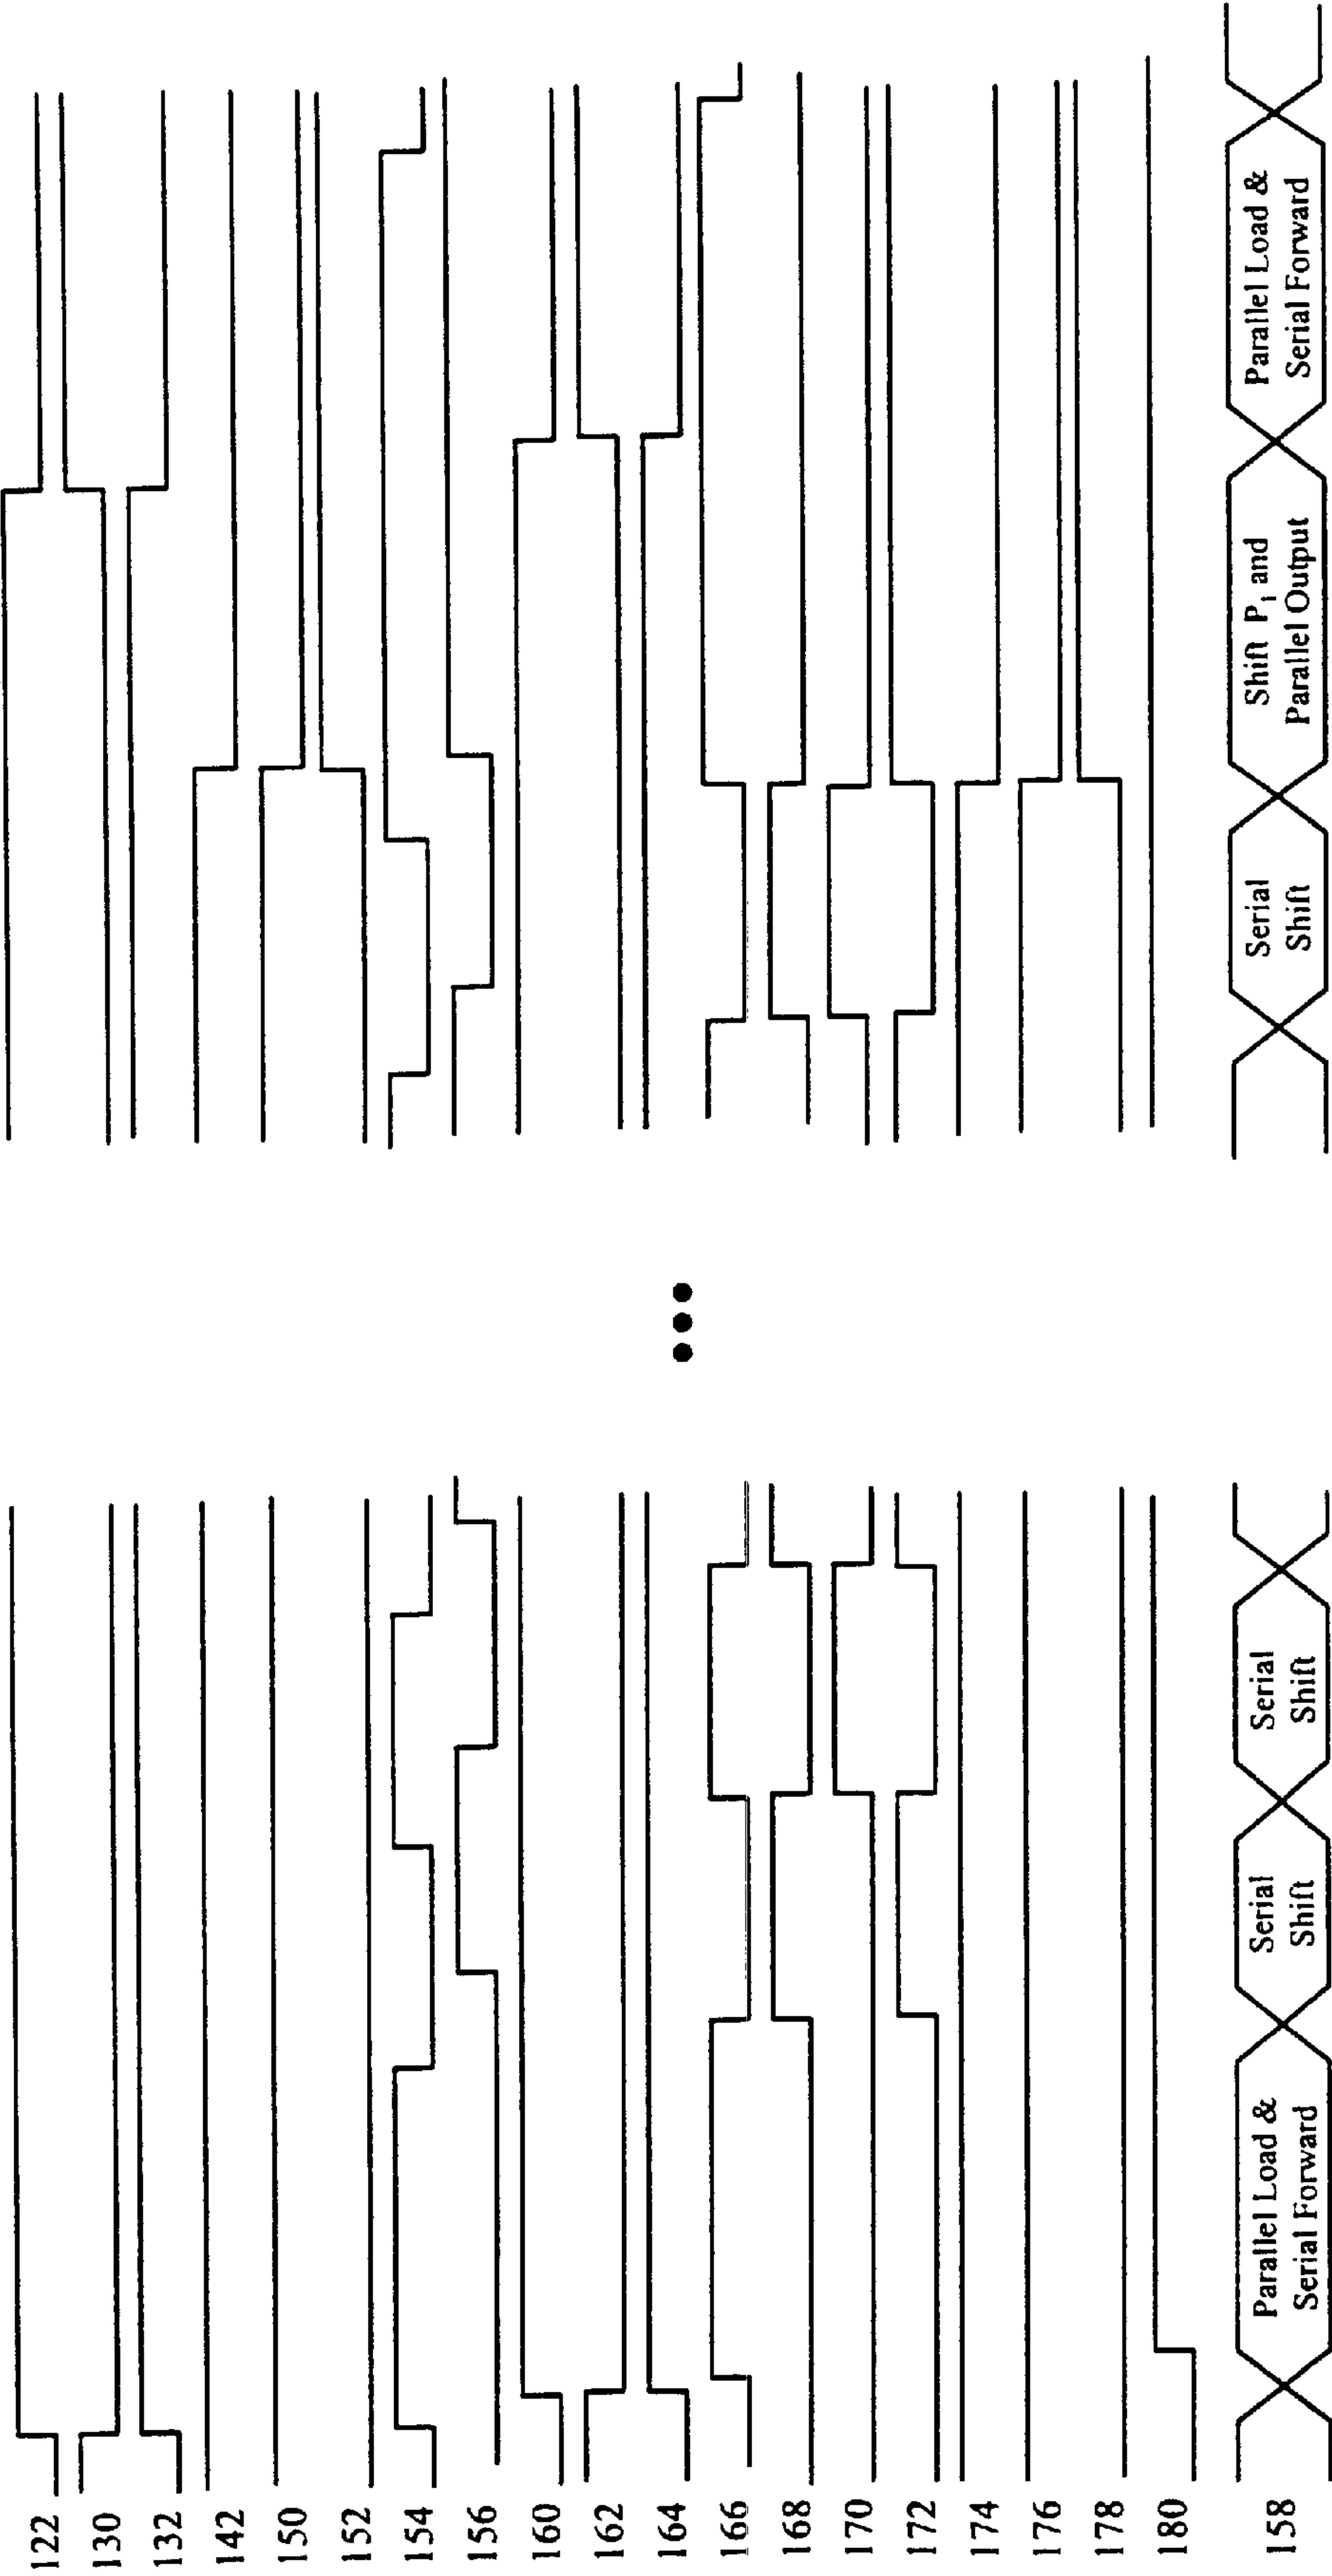 122
130
132
142
150
152
154
156
160
162
164
166
168
170
172
174
176
178
180
158
Parallel Load &
Serial Forward
Serial
Shift
Serial
Shift
Serial
Shift
Shift P1 and
Parallel Output
Parallel Load &
Serial Forward